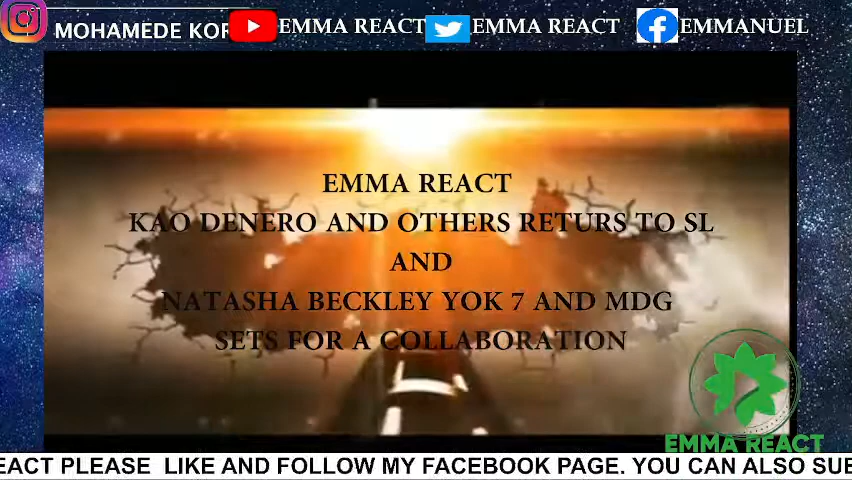 MOHAMEDE KOR
EMMA REACT
EMMA REACT
EMMANUEL
EMMA REACT
KAO DENERO AND OTHERS RETURS TO SL
AND
NATASHA BECKLEY YOK 7 AND MDG
SETS FOR A COLLABORATION
EMMA REACT
EACT PLEASE LIKE AND FOLLOW MY FACEBOOK PAGE. YOU CAN ALSO SUB